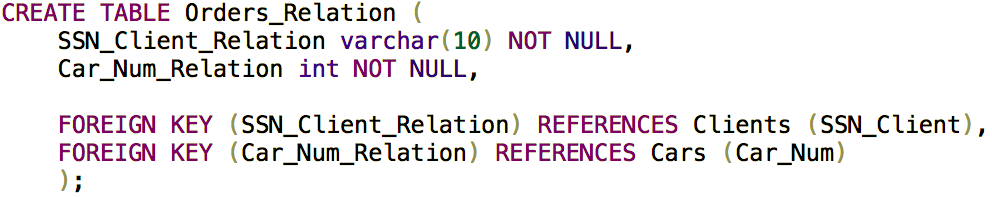 CREATE TABLE Orders_Relation (
    SSN_Client_Relation varchar(10) NOT NULL,
    Car_Num_Relation int NOT NULL,

    FOREIGN KEY (SSN_Client_Relation) REFERENCES Clients (SSN_Client),
    FOREIGN KEY (Car_Num_Relation) REFERENCES Cars (Car_Num)
    );